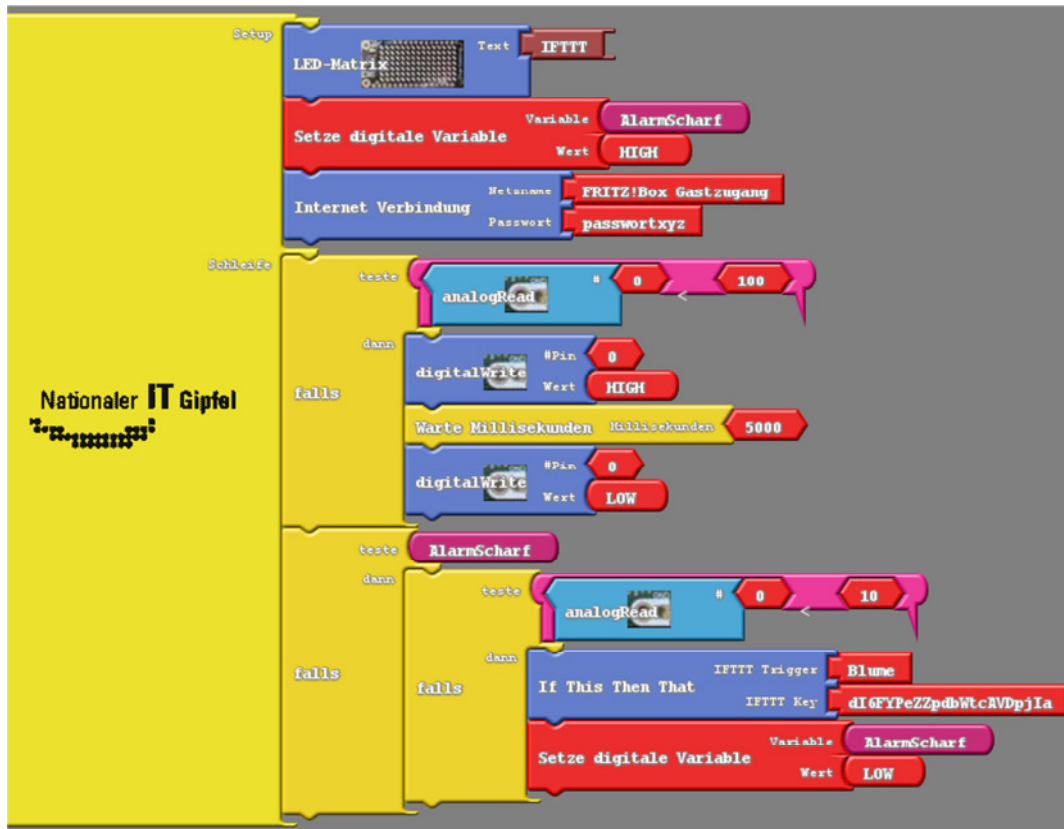 Setup
LED-Matrix Text IFTTT
Setze digitale Variable Variable AlarmScharf
Wert HIGH
Internet Verbindung Netzname FRITZ!Box Gastzugang
Passwort passwortxyz
Schleife
falls teste analogRead # 0 < 100
dann digitalWrite #Pin 0
Wert HIGH
Warte Millisekunden Millisekunden 5000
digitalWrite #Pin 0
Wert LOW
Nationaler IT Gipfel
falls teste AlarmScharf
dann falls teste analogRead # 0 < 10
dann If This Then That IFTTT Trigger Blume
IFTTT Key dI6FYPeZZpdbWtcAVDpjIa
Setze digitale Variable Variable AlarmScharf
Wert LOW